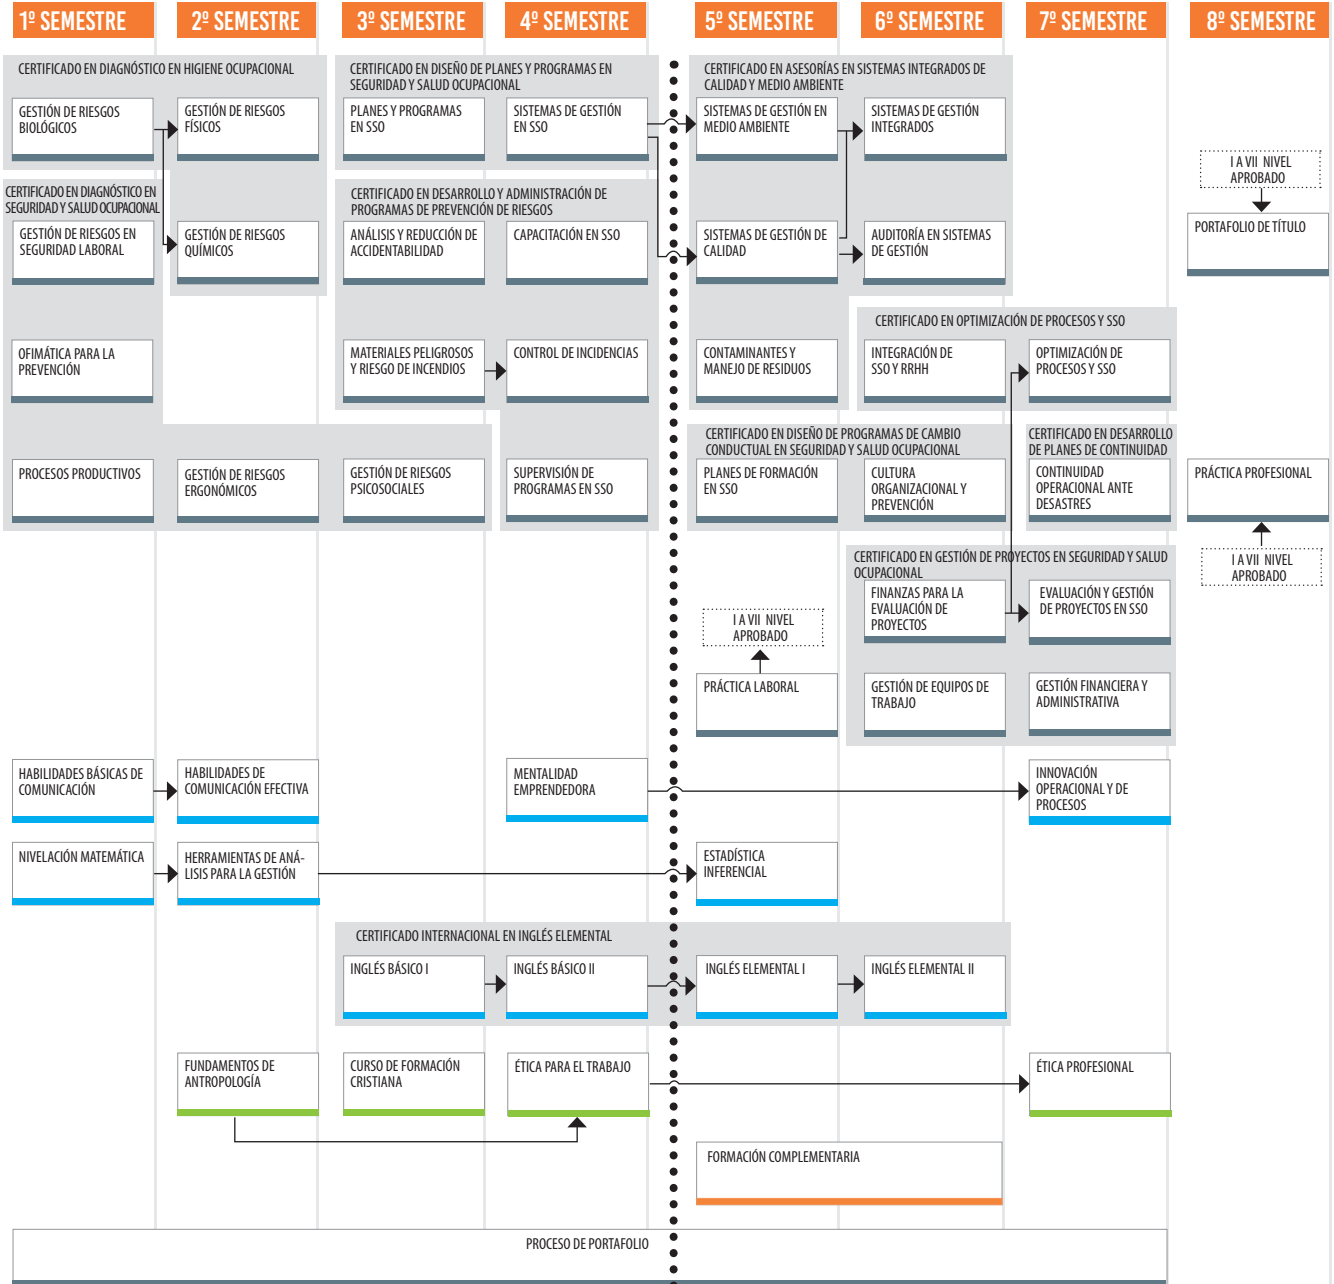 1º SEMESTRE
2º SEMESTRE
3º SEMESTRE
4º SEMESTRE
5º SEMESTRE
6º SEMESTRE
7º SEMESTRE
8º SEMESTRE
CERTIFICADO EN DIAGNÓSTICO EN HIGIENE OCUPACIONAL
CERTIFICADO EN DISEÑO DE PLANES Y PROGRAMAS EN
SEGURIDAD Y SALUD OCUPACIONAL
CERTIFICADO EN ASESORÍAS EN SISTEMAS INTEGRADOS DE
CALIDAD Y MEDIO AMBIENTE
GESTIÓN DE RIESGOS
BIOLÓGICOS
GESTIÓN DE RIESGOS
FÍSICOS
PLANES Y PROGRAMAS
EN SSO
SISTEMAS DE GESTIÓN
EN SSO
SISTEMAS DE GESTIÓN EN
MEDIO AMBIENTE
SISTEMAS DE GESTIÓN
INTEGRADOS
I A VII NIVEL
APROBADO
CERTIFICADO EN DIAGNÓSTICO EN
SEGURIDAD Y SALUD OCUPACIONAL
CERTIFICADO EN DESARROLLO Y ADMINISTRACIÓN DE
PROGRAMAS DE PREVENCIÓN DE RIESGOS
GESTIÓN DE RIESGOS EN
SEGURIDAD LABORAL
GESTIÓN DE RIESGOS
QUÍMICOS
ANÁLISIS Y REDUCCIÓN DE
ACCIDENTABILIDAD
CAPACITACIÓN EN SSO
SISTEMAS DE GESTIÓN DE
CALIDAD
AUDITORÍA EN SISTEMAS
DE GESTIÓN
PORTAFOLIO DE TÍTULO
CERTIFICADO EN OPTIMIZACIÓN DE PROCESOS Y SSO
OFIMÁTICA PARA LA
PREVENCIÓN
MATERIALES PELIGROSOS
Y RIESGO DE INCENDIOS
CONTROL DE INCIDENCIAS
CONTAMINANTES Y
MANEJO DE RESIDUOS
INTEGRACIÓN DE
SSO Y RRHH
OPTIMIZACIÓN DE
PROCESOS Y SSO
CERTIFICADO EN DISEÑO DE PROGRAMAS DE CAMBIO
CONDUCTUAL EN SEGURIDAD Y SALUD OCUPACIONAL
CERTIFICADO EN DESARROLLO
DE PLANES DE CONTINUIDAD
PROCESOS PRODUCTIVOS
GESTIÓN DE RIESGOS
ERGONÓMICOS
GESTIÓN DE RIESGOS
PSICOSOCIALES
SUPERVISIÓN DE
PROGRAMAS EN SSO
PLANES DE FORMACIÓN
EN SSO
CULTURA
ORGANIZACIONAL Y
PREVENCIÓN
CONTINUIDAD
OPERACIONAL ANTE
DESASTRES
PRÁCTICA PROFESIONAL
I A VII NIVEL
APROBADO
CERTIFICADO EN GESTIÓN DE PROYECTOS EN SEGURIDAD Y SALUD
OCUPACIONAL
FINANZAS PARA LA
EVALUACIÓN DE
PROYECTOS
EVALUACIÓN Y GESTIÓN
DE PROYECTOS EN SSO
I A VII NIVEL
APROBADO
PRÁCTICA LABORAL
GESTIÓN DE EQUIPOS DE
TRABAJO
GESTIÓN FINANCIERA Y
ADMINISTRATIVA
HABILIDADES BÁSICAS DE
COMUNICACIÓN
HABILIDADES DE
COMUNICACIÓN EFECTIVA
MENTALIDAD
EMPRENDEDORA
INNOVACIÓN
OPERACIONAL Y DE
PROCESOS
NIVELACIÓN MATEMÁTICA
HERRAMIENTAS DE ANÁ-
LISIS PARA LA GESTIÓN
ESTADÍSTICA
INFERENCIAL
CERTIFICADO INTERNACIONAL EN INGLÉS ELEMENTAL
INGLÉS BÁSICO I
INGLÉS BÁSICO II
INGLÉS ELEMENTAL I
INGLÉS ELEMENTAL II
FUNDAMENTOS DE
ANTROPOLOGÍA
CURSO DE FORMACIÓN
CRISTIANA
ÉTICA PARA EL TRABAJO
ÉTICA PROFESIONAL
FORMACIÓN COMPLEMENTARIA
PROCESO DE PORTAFOLIO